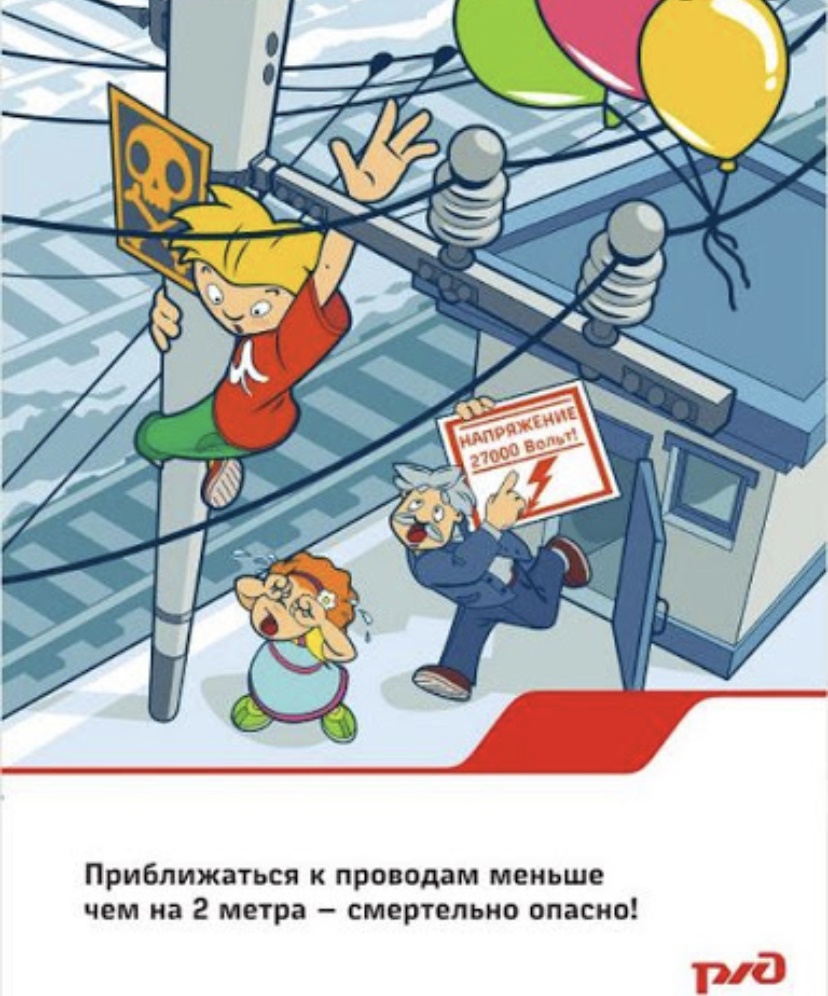 НАПРЯЖЕНИЕ
27000 Вольт!
Приближаться к проводам меньше
чем на 2 метра – смертельно опасно!
РЖД